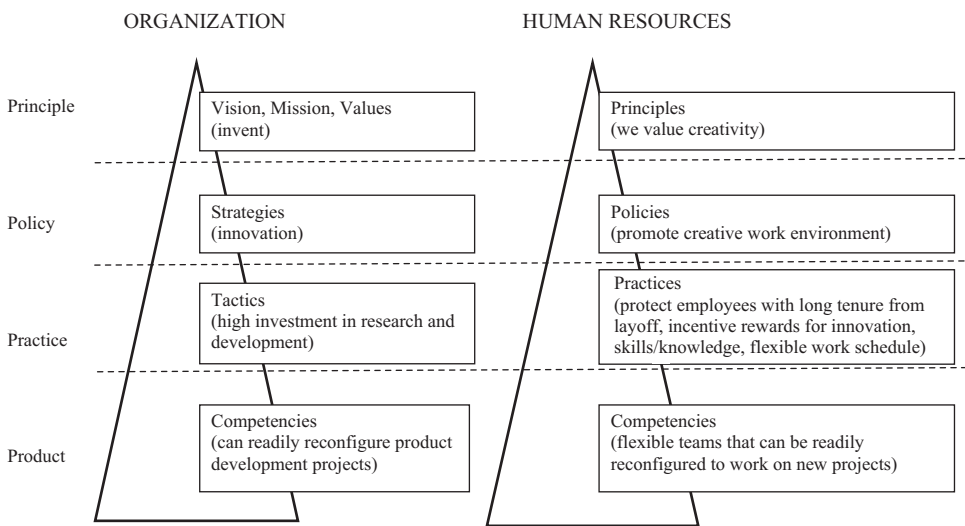 ORGANIZATION
HUMAN RESOURCES
Principle
Vision, Mission, Values
(invent)
Principles
(we value creativity)
Policy
Strategies
(innovation)
Policies
(promote creative work environment)
Practice
Tactics
(high investment in research and
development)
Practices
(protect employees with long tenure from
layoff, incentive rewards for innovation,
skills/knowledge, flexible work schedule)
Product
Competencies
(can readily reconfigure product
development projects)
Competencies
(flexible teams that can be readily
reconfigured to work on new projects)